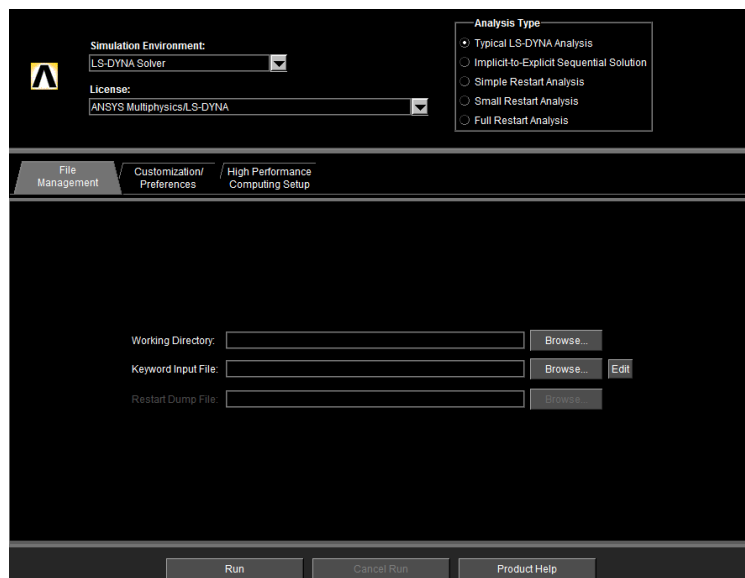 Simulation Environment:
LS-DYNA Solver
License:
ANSYS Multiphysics/LS-DYNA
Analysis Type
Typical LS-DYNA Analysis
Implicit-to-Explicit Sequential Solution
Simple Restart Analysis
Small Restart Analysis
Full Restart Analysis
File
Management
Customization/
Preferences
High Performance
Computing Setup
Working Directory:
Browse...
Keyword Input File:
Browse...
Edit
Restart Dump File:
Browse...
Run
Cancel Run
Product Help